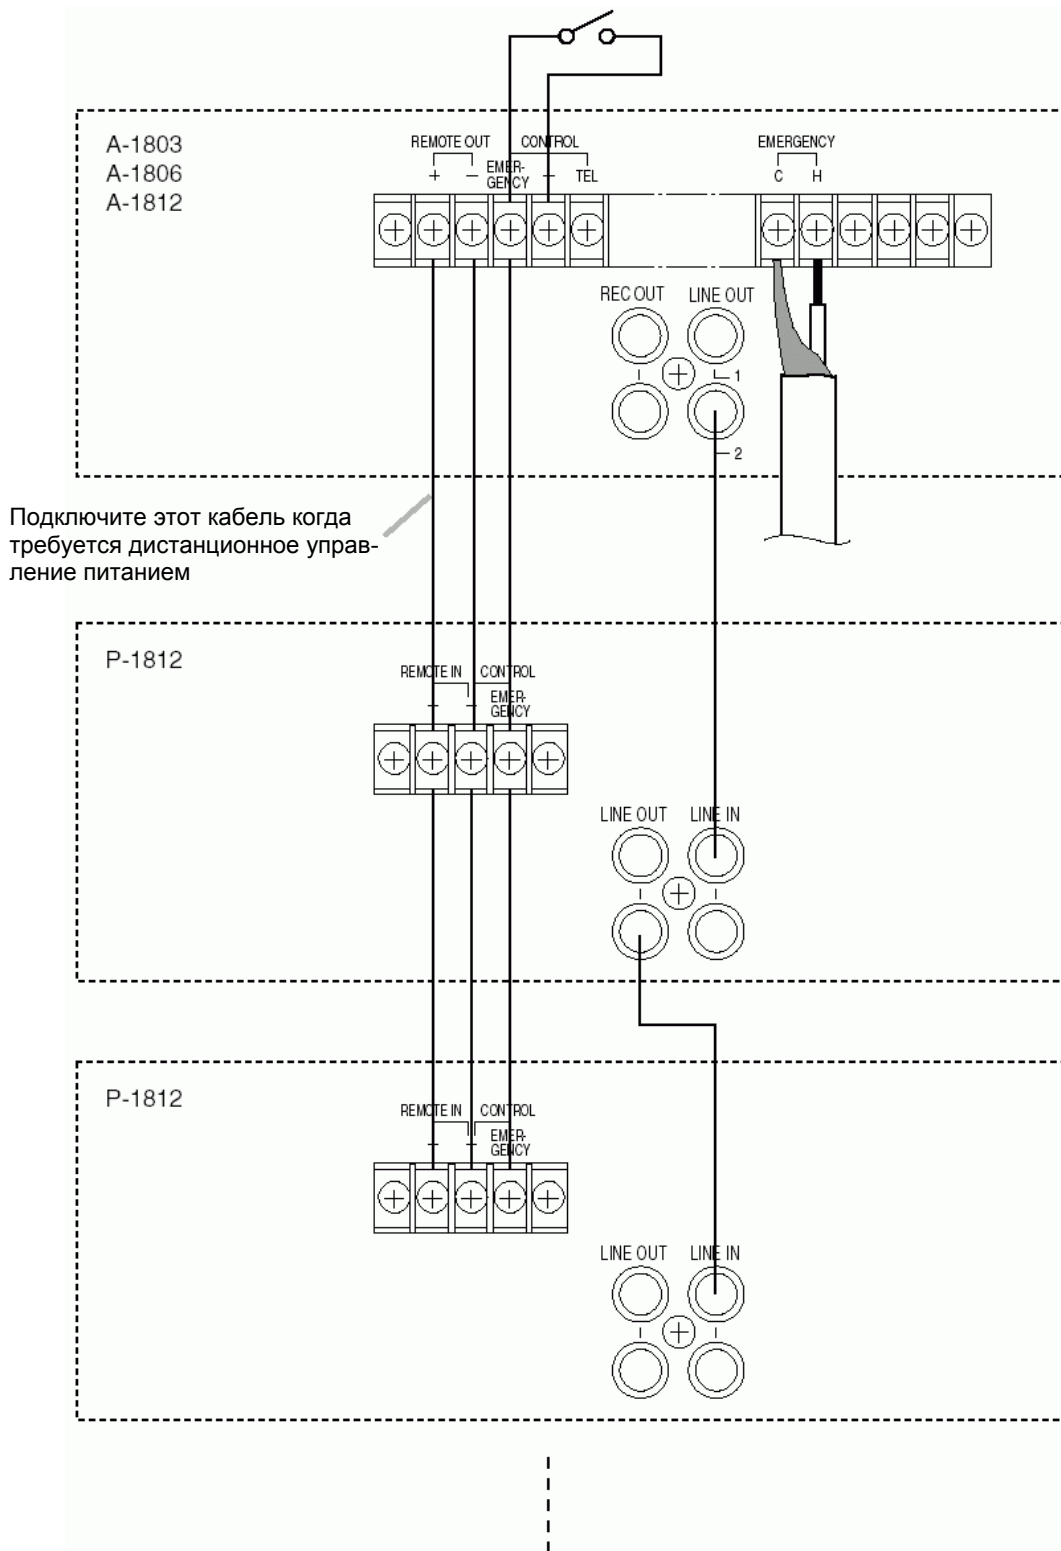 A-1803
A-1806
A-1812
REMOTE OUT
CONTROL
+ − EMER-
GENCY − TEL
EMERGENCY
C H
REC OUT
LINE OUT
1
2
Подключите этот кабель когда
требуется дистанционное управ-
ление питанием
P-1812
REMOTE IN
CONTROL
+ − EMER-
GENCY
LINE OUT
LINE IN
P-1812
REMOTE IN
CONTROL
+ − EMER-
GENCY
LINE OUT
LINE IN